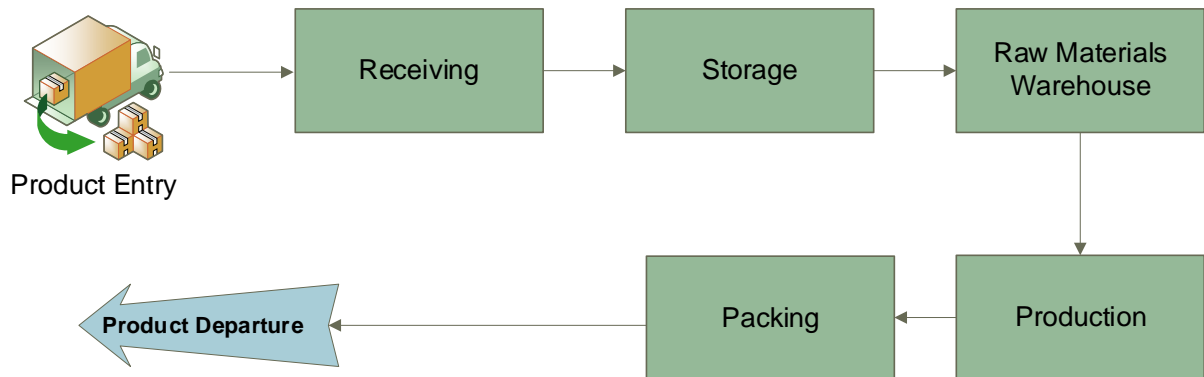 Receiving
Storage
Raw Materials
Warehouse
Product Entry
Product Departure
Packing
Production